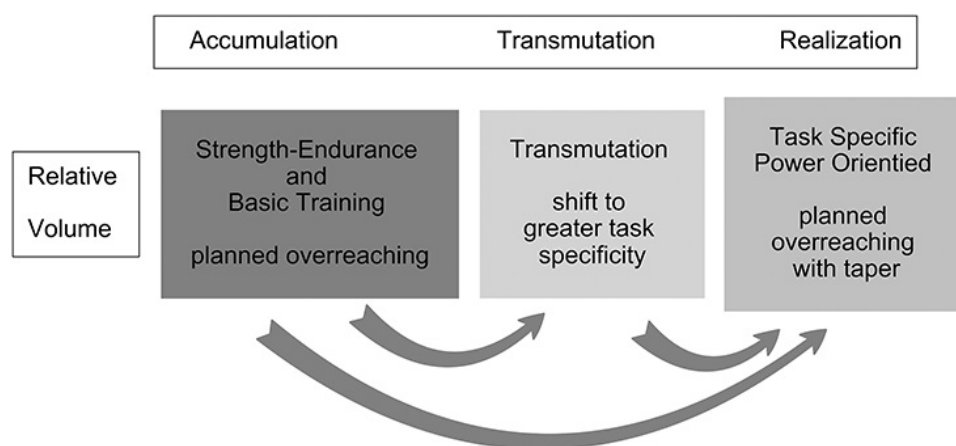 Accumulation
Transmutation
Realization
Relative
Volume
Strength-Endurance
and
Basic Training
planned overreaching
Transmutation
shift to
greater task
specificity
Task Specific
Power Orientied
planned
overreaching
with taper